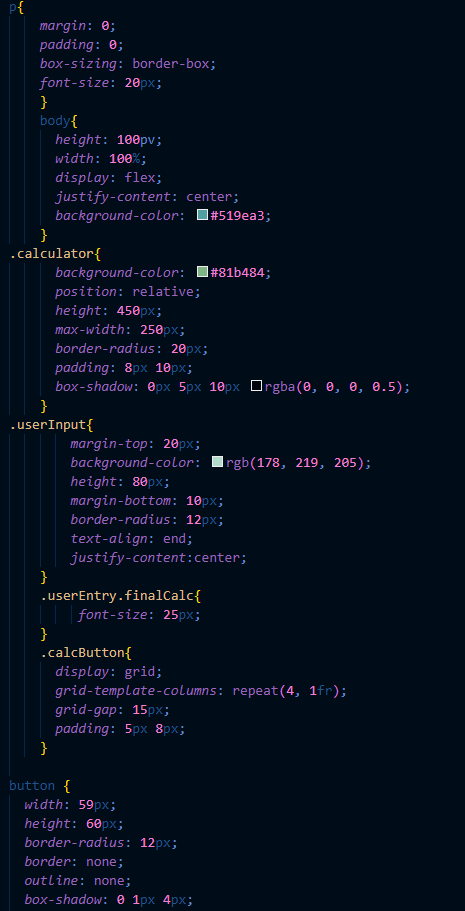 p{
margin: 0;
padding: 0;
box-sizing: border-box;
font-size: 20px;
}
body{
height: 100pv;
width: 100%;
display: flex;
justify-content: center;
background-color: #519ea3;
}
.calculator{
background-color: #81b484;
position: relative;
height: 450px;
max-width: 250px;
border-radius: 20px;
padding: 8px 10px;
box-shadow: 0px 5px 10px rgba(0, 0, 0, 0.5);
}
.userInput{
margin-top: 20px;
background-color: rgb(178, 219, 205);
height: 80px;
margin-bottom: 10px;
border-radius: 12px;
text-align: end;
justify-content:center;
}
.userEntry.finalCalc{
font-size: 25px;
}
.calcButton{
display: grid;
grid-template-columns: repeat(4, 1fr);
grid-gap: 15px;
padding: 5px 8px;
}
button {
width: 59px;
height: 60px;
border-radius: 12px;
border: none;
outline: none;
box-shadow: 0 1px 4px;